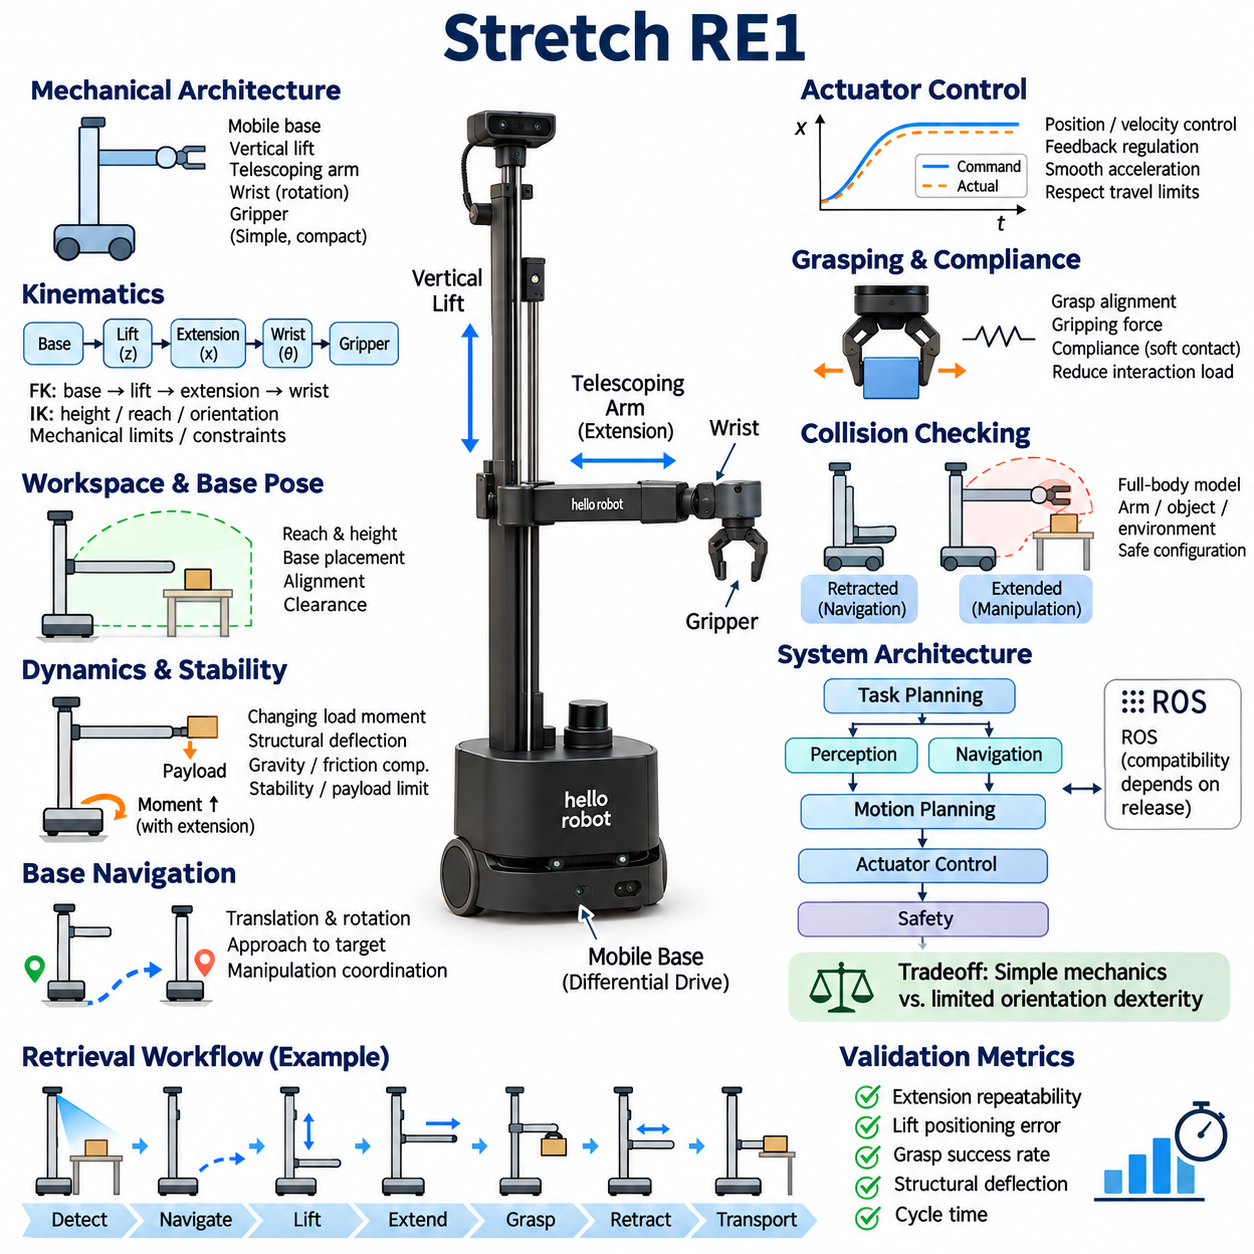 Stretch RE1
Mechanical Architecture
Mobile base
Vertical lift
Telescoping arm
Wrist (rotation)
Gripper
(Simple, compact)
Kinematics
Base
Lift
(z)
Extension
(x)
Wrist
(θ)
Gripper
FK: base → lift → extension → wrist
IK: height / reach / orientation
Mechanical limits / constraints
Workspace & Base Pose
Reach & height
Base placement
Alignment
Clearance
Dynamics & Stability
Changing load moment
Structural deflection
Gravity / friction comp.
Stability / payload limit
Payload
Moment ↑
(with extension)
Base Navigation
Translation & rotation
Approach to target
Manipulation coordination
Vertical
Lift
Telescoping
Arm
(Extension)
Wrist
hello robot
Gripper
hello
robot
Mobile Base
(Differential Drive)
Actuator Control
x
Command
Actual
t
Position / velocity control
Feedback regulation
Smooth acceleration
Respect travel limits
Grasping & Compliance
Grasp alignment
Gripping force
Compliance (soft contact)
Reduce interaction load
Collision Checking
Full-body model
Arm / object /
environment
Safe configuration
Retracted
(Navigation)
Extended
(Manipulation)
System Architecture
Task Planning
Perception
Navigation
Motion Planning
Actuator Control
Safety
ROS
ROS
(compatibility
depends on
release)
Tradeoff: Simple mechanics
vs. limited orientation dexterity
Retrieval Workflow (Example)
Detect
Navigate
Lift
Extend
Grasp
Retract
Transport
Validation Metrics
Extension repeatability
Lift positioning error
Grasp success rate
Structural deflection
Cycle time